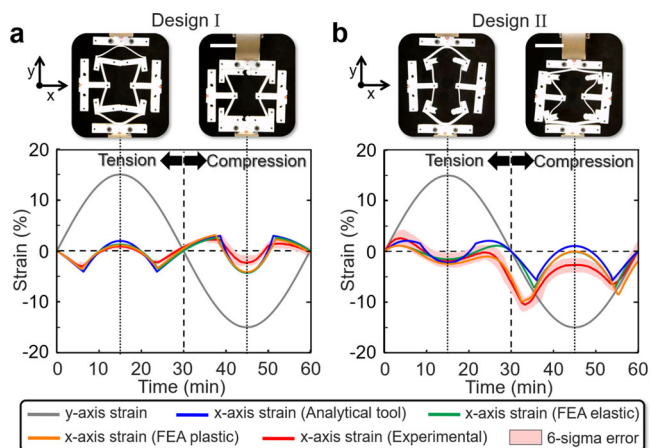 Design I
Design II
a
b
y
x
y
x
20
10
0
-10
-20
Strain (%)
Tension
Compression
0
10
20
30
40
50
60
Time (min)
20
10
0
-10
-20
Strain (%)
Tension
Compression
0
10
20
30
40
50
60
Time (min)
y-axis strain
x-axis strain (Analytical tool)
x-axis strain (FEA elastic)
x-axis strain (FEA plastic)
x-axis strain (Experimental)
6-sigma error